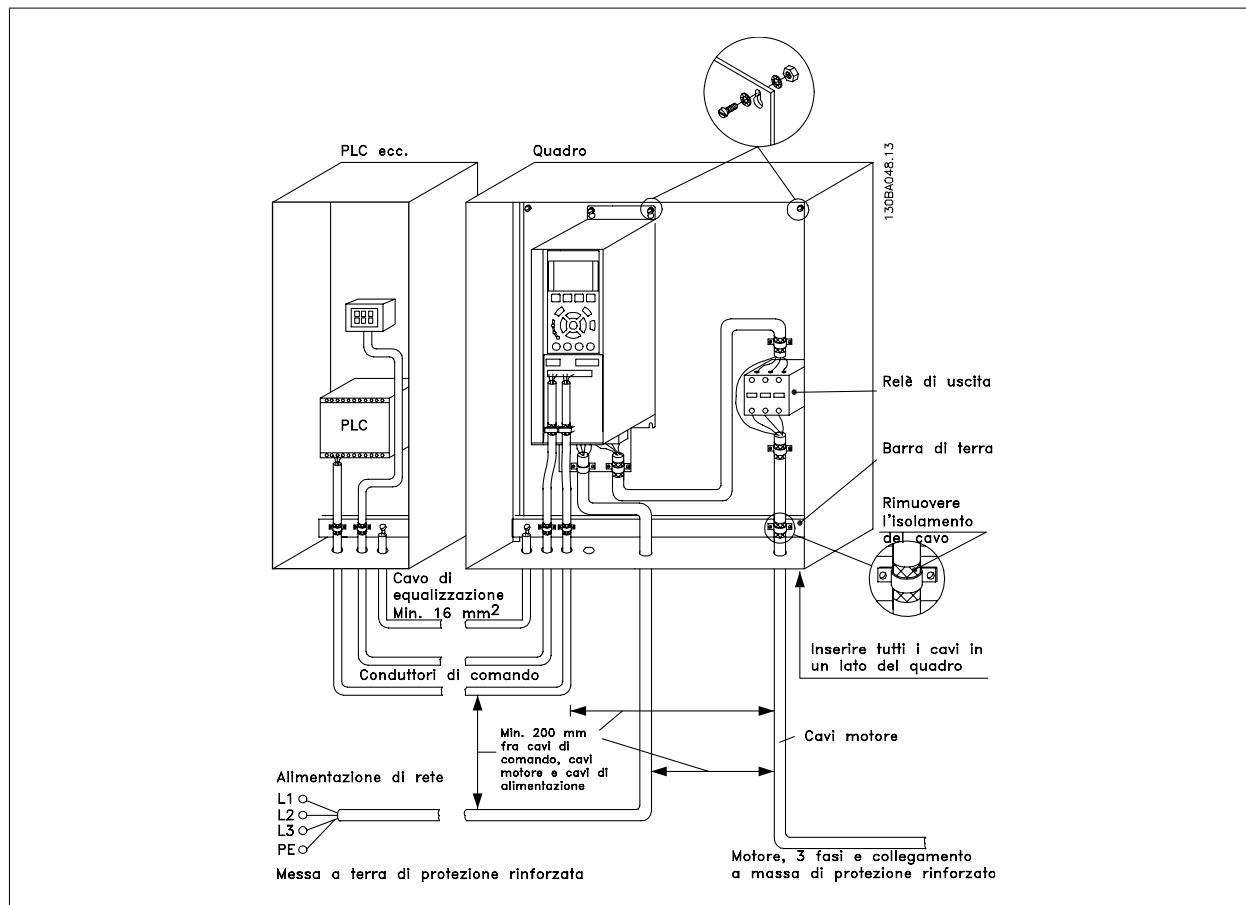 PLC ecc.
Quadro
130BA048.13
PLC
Relè di uscita
Barra di terra
Rimuovere
l'isolamento
del cavo
Cavo di
equalizzazione
Min. 16 mm²
Inserire tutti i cavi in
un lato del quadro
Conduttori di comando
Min. 200 mm
fra cavi di
comando, cavi
motore e cavi di
alimentazione
Cavi motore
Alimentazione di rete
L1
L2
L3
PE
Messa a terra di protezione rinforzata
Motore, 3 fasi e collegamento
a massa di protezione rinforzato